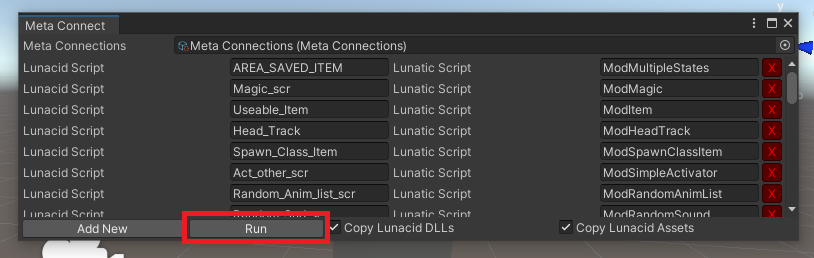 Meta Connect
Meta Connections Meta Connections (Meta Connections)
Lunacid Script AREA_SAVED_ITEM Lunatic Script ModMultipleStates X
Lunacid Script Magic_scr Lunatic Script ModMagic X
Lunacid Script Useable_Item Lunatic Script ModItem X
Lunacid Script Head_Track Lunatic Script ModHeadTrack X
Lunacid Script Spawn_Class_Item Lunatic Script ModSpawnClassItem X
Lunacid Script Act_other_scr Lunatic Script ModSimpleActivator X
Lunacid Script Random_Anim_list_scr Lunatic Script ModRandomAnimList X
Lunacid Script Lunatic Script ModRandomSound X
Add New Run Copy Lunacid DLLs Copy Lunacid Assets